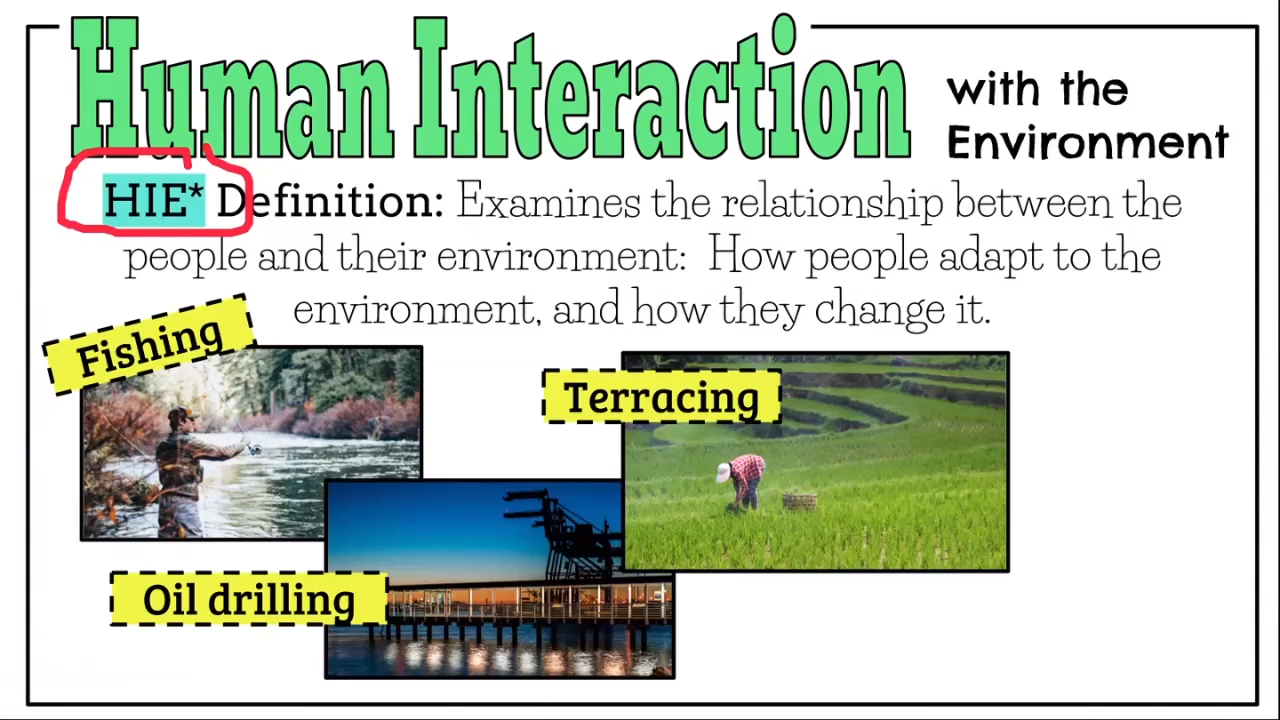 Human Interaction
with the
Environment
HIE* Definition: Examines the relationship between the
people and their environment: How people adapt to the
environment, and how they change it.
Fishing
Terracing
Oil drilling